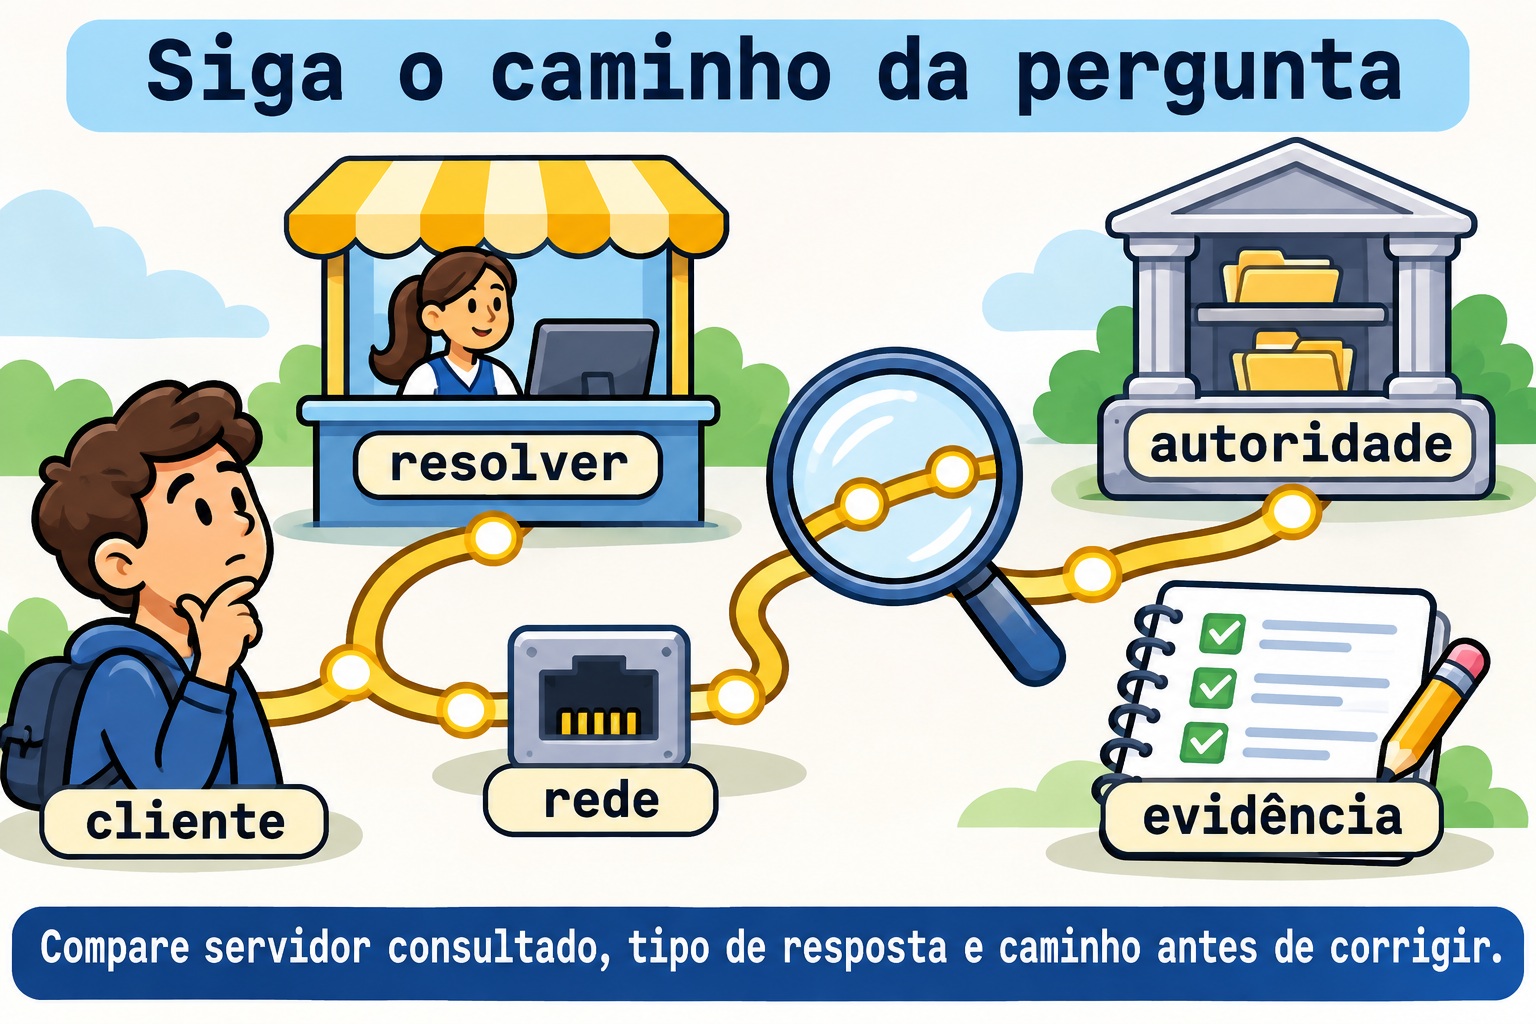 Siga o caminho da pergunta
resolver
autoridade
cliente
rede
evidência
Compare servidor consultado, tipo de resposta e caminho antes de corrigir.